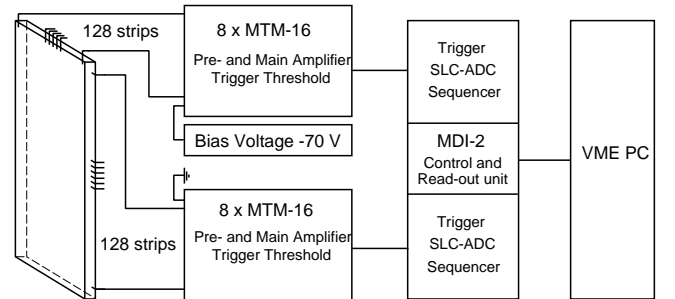 128 strips
8 x MTM-16
Pre- and Main Amplifier
Trigger Threshold
Bias Voltage -70 V
8 x MTM-16
Pre- and Main Amplifier
Trigger Threshold
128 strips
Trigger
SLC-ADC
Sequencer
MDI-2
Control and
Read-out unit
Trigger
SLC-ADC
Sequencer
VME PC